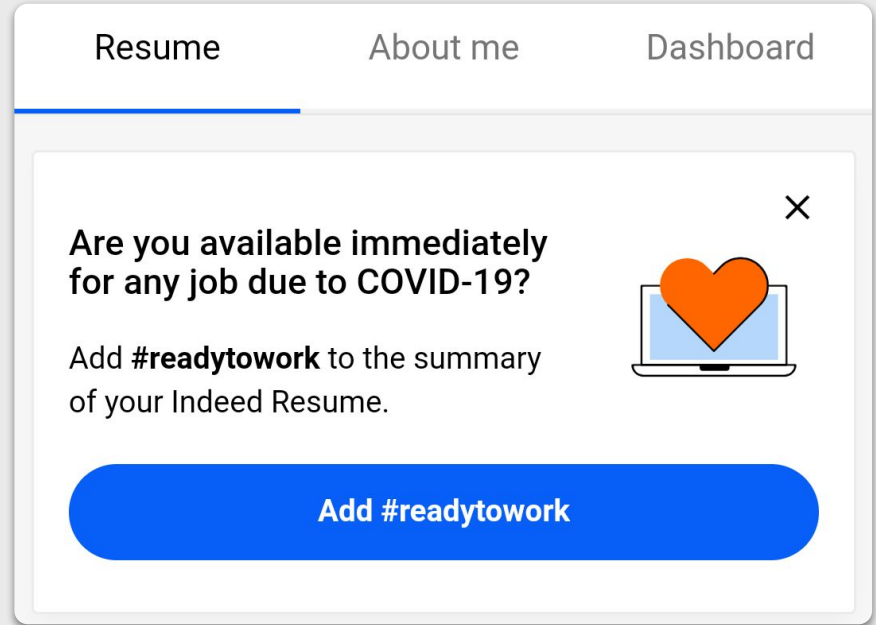 Resume About me Dashboard
Are you available immediately
for any job due to COVID-19?
Add #readytowork to the summary
of your Indeed Resume.
Add #readytowork